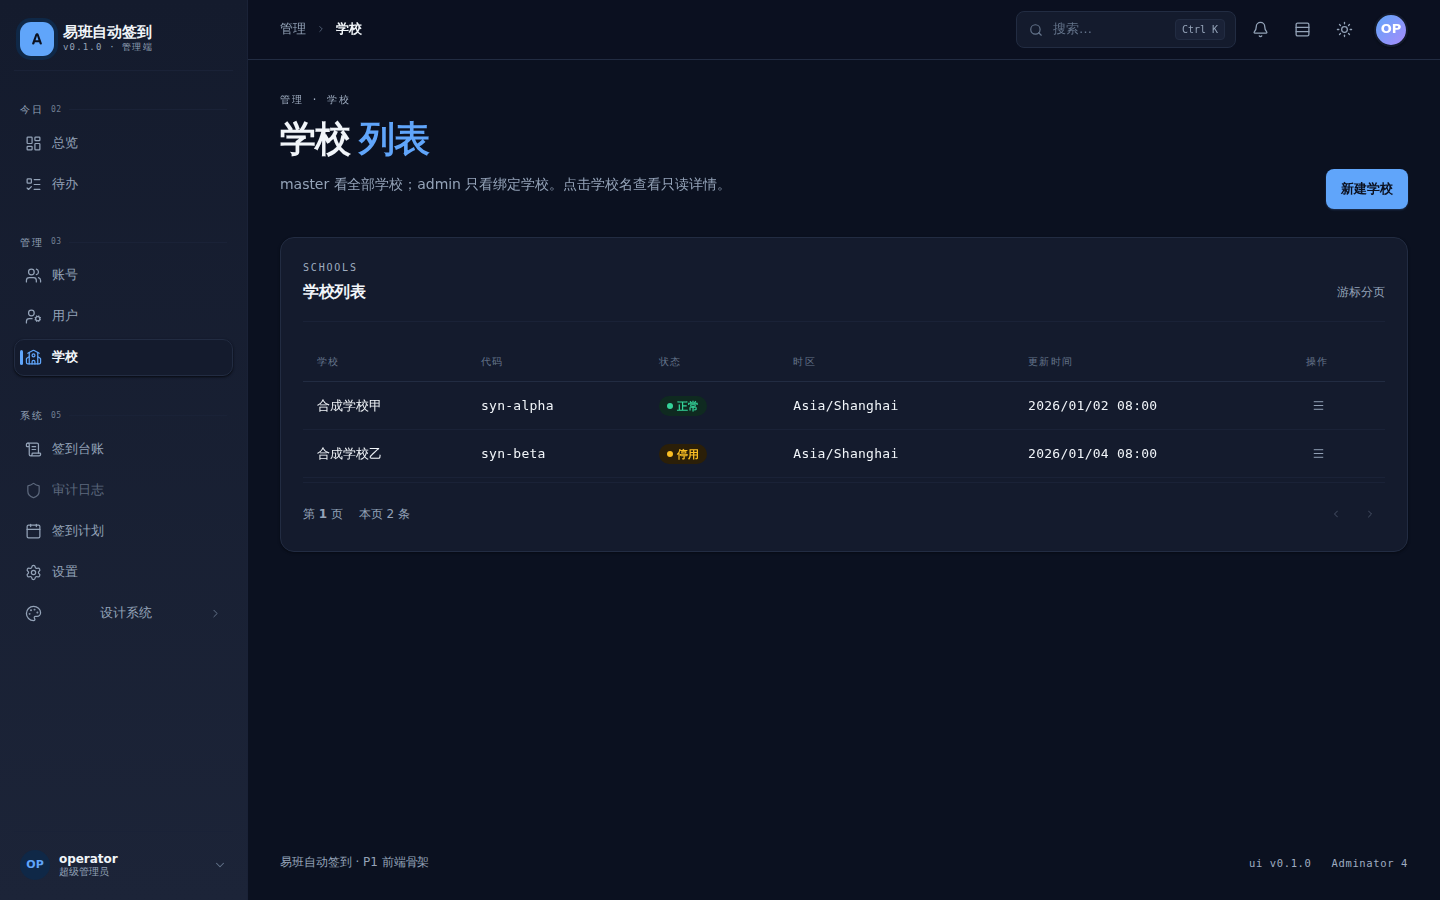 A
易班自动签到
v0.1.0 · 管理端
今日 02
总览
待办
管理 03
账号
用户
学校
系统 05
签到台账
审计日志
签到计划
设置
设计系统
OP
operator
超级管理员
管理 › 学校
搜索… Ctrl K
OP
管理 · 学校
学校 列表
master 看全部学校；admin 只看绑定学校。点击学校名查看只读详情。
新建学校
SCHOOLS
学校列表
游标分页
学校 代码 状态 时区 更新时间 操作
合成学校甲 syn-alpha 正常 Asia/Shanghai 2026/01/02 08:00
合成学校乙 syn-beta 停用 Asia/Shanghai 2026/01/04 08:00
第 1 页 本页 2 条
易班自动签到 · P1 前端骨架
ui v0.1.0 Adminator 4